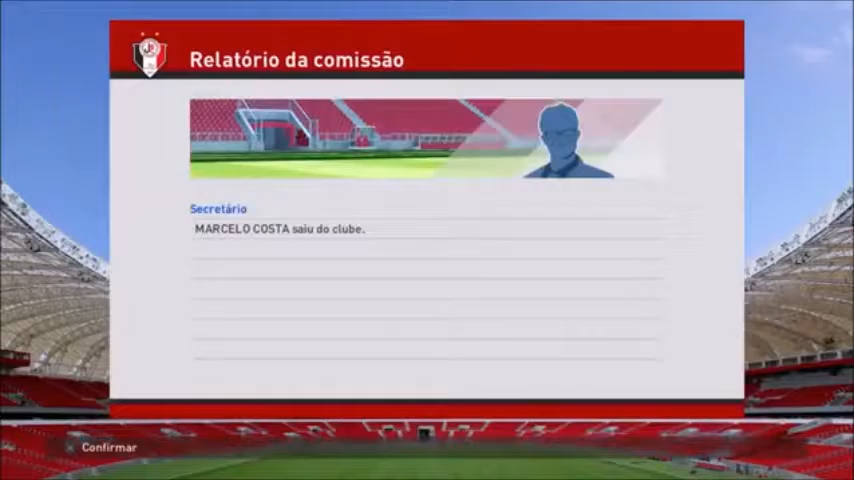 Relatório da comissão
Secretário
MARCELO COSTA saiu do clube.
Confirmar